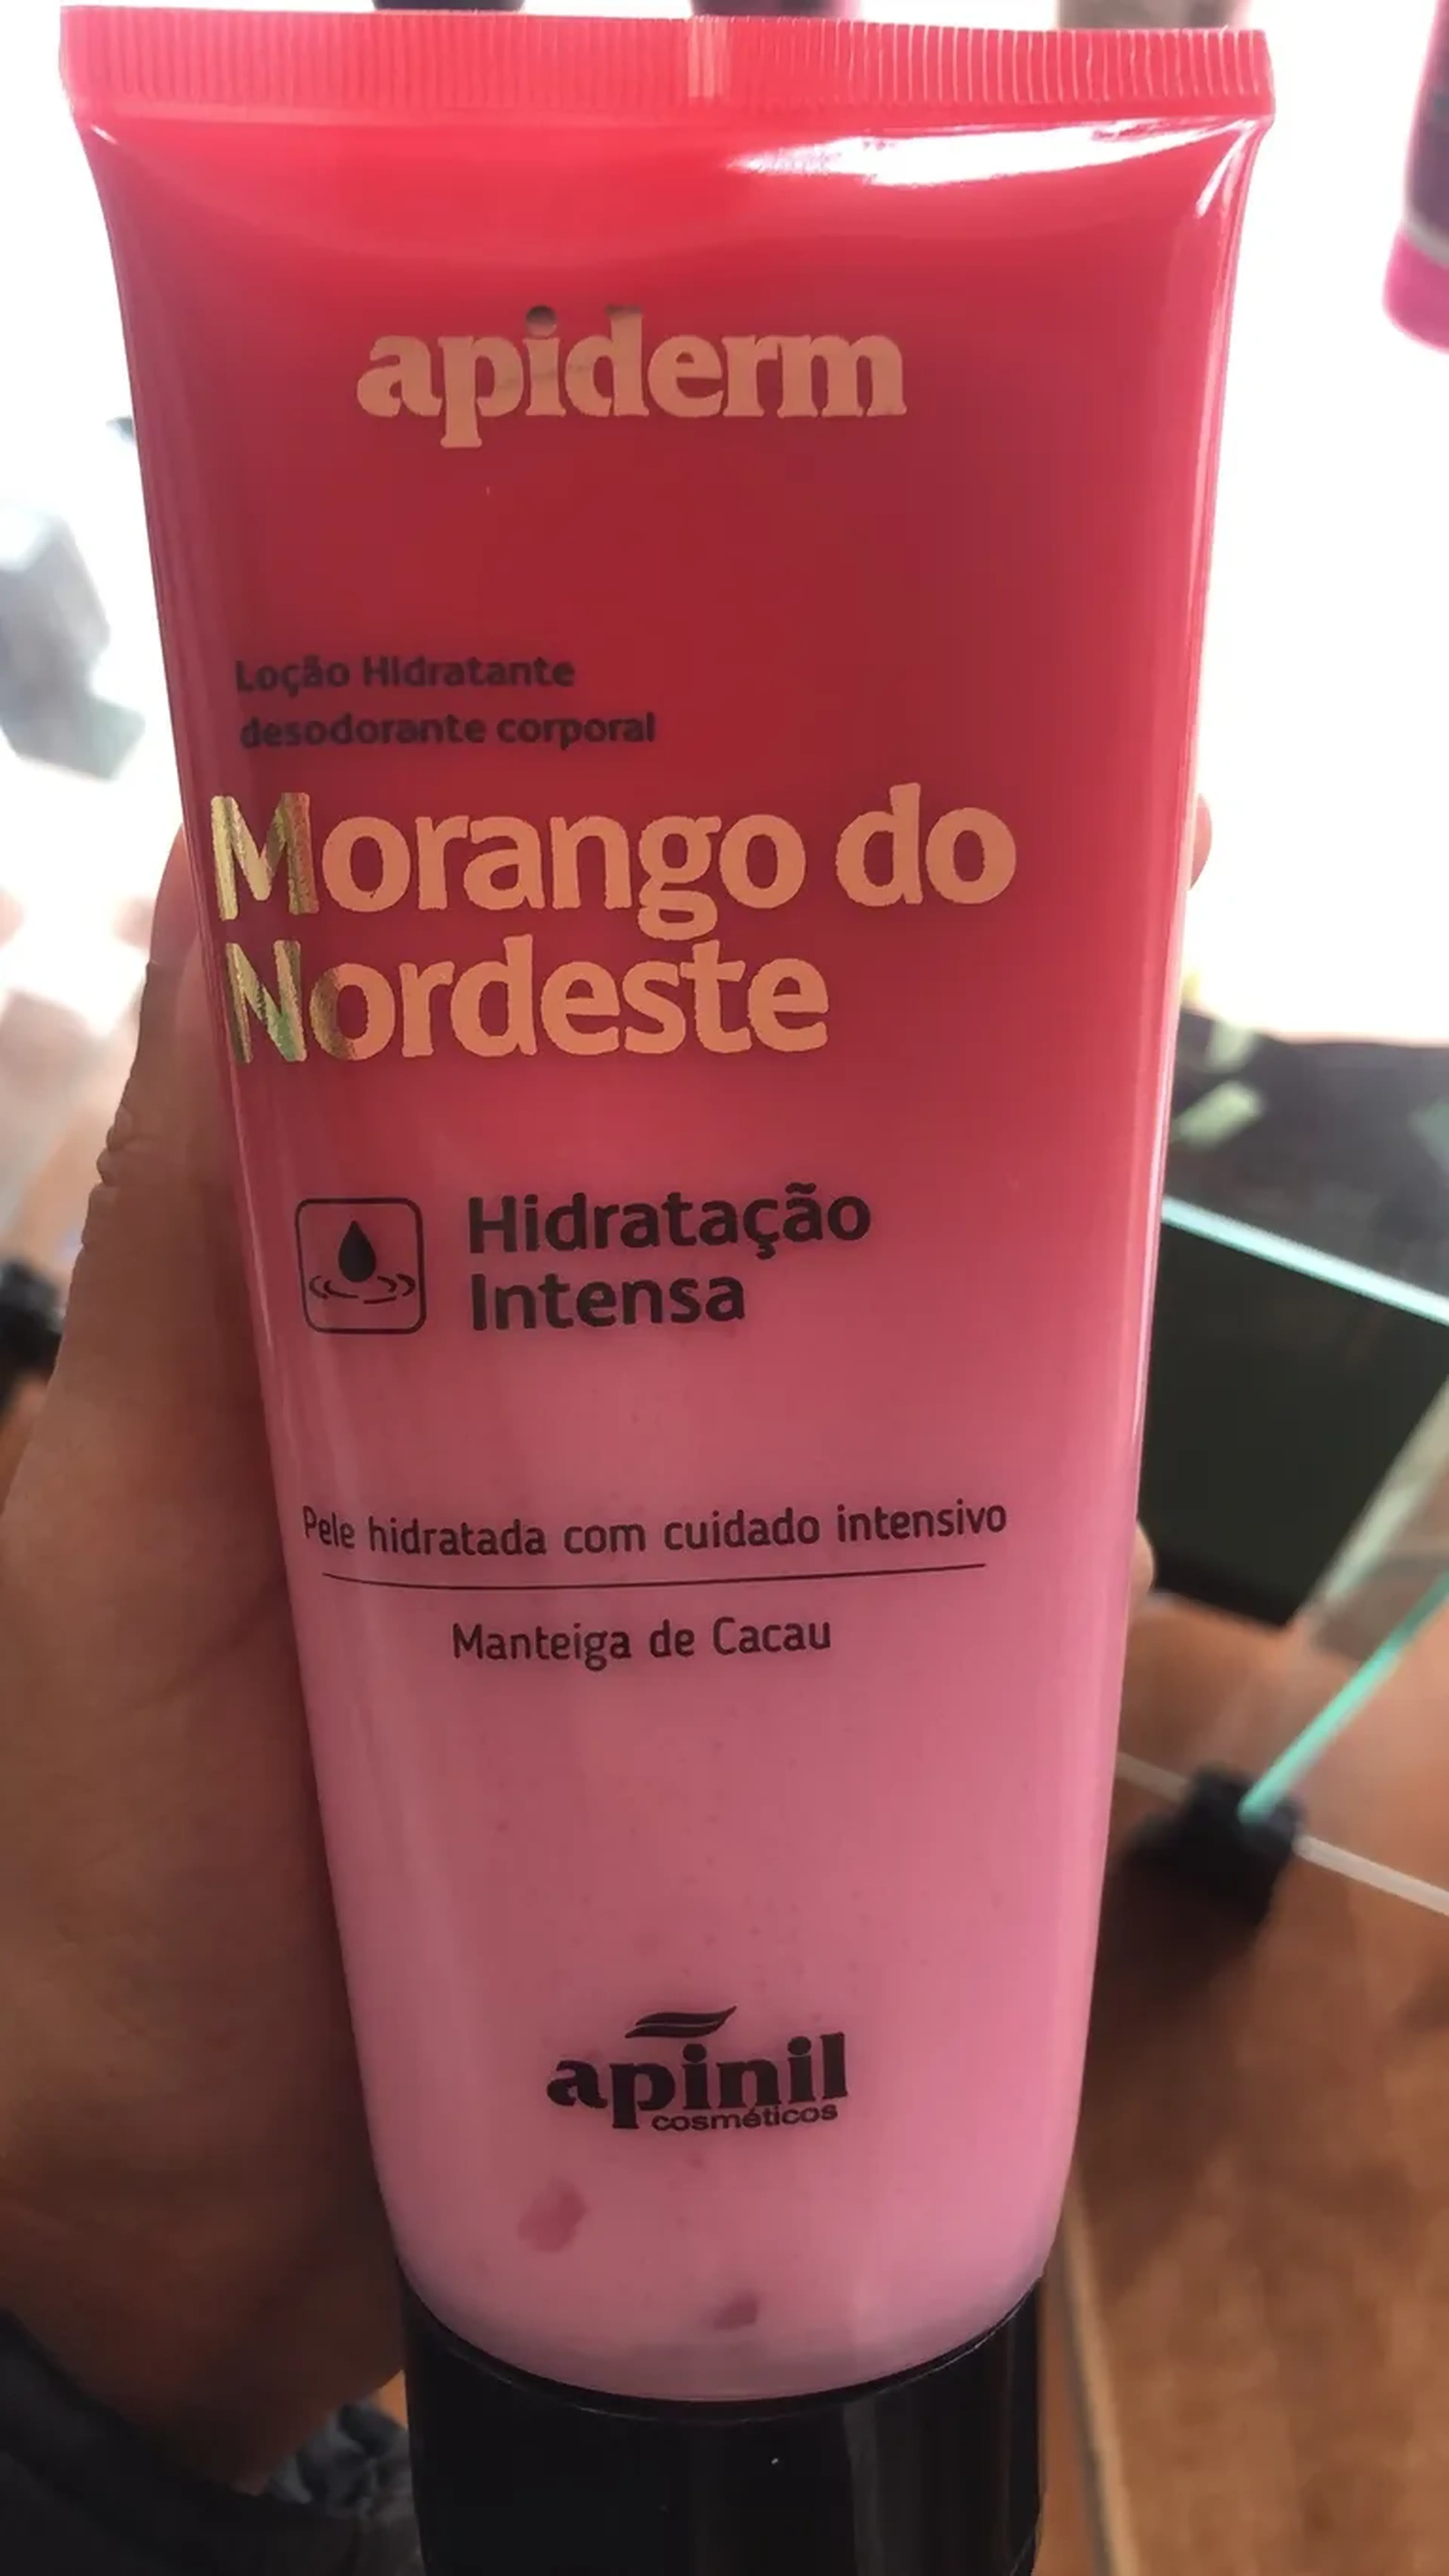 apiderm
Loção Hidratante
desodorante corporal
Morango do
Nordeste
Hidratação
Intensa
Pele hidratada com cuidado intensivo
Manteiga de Cacau
apinil
cosméticos